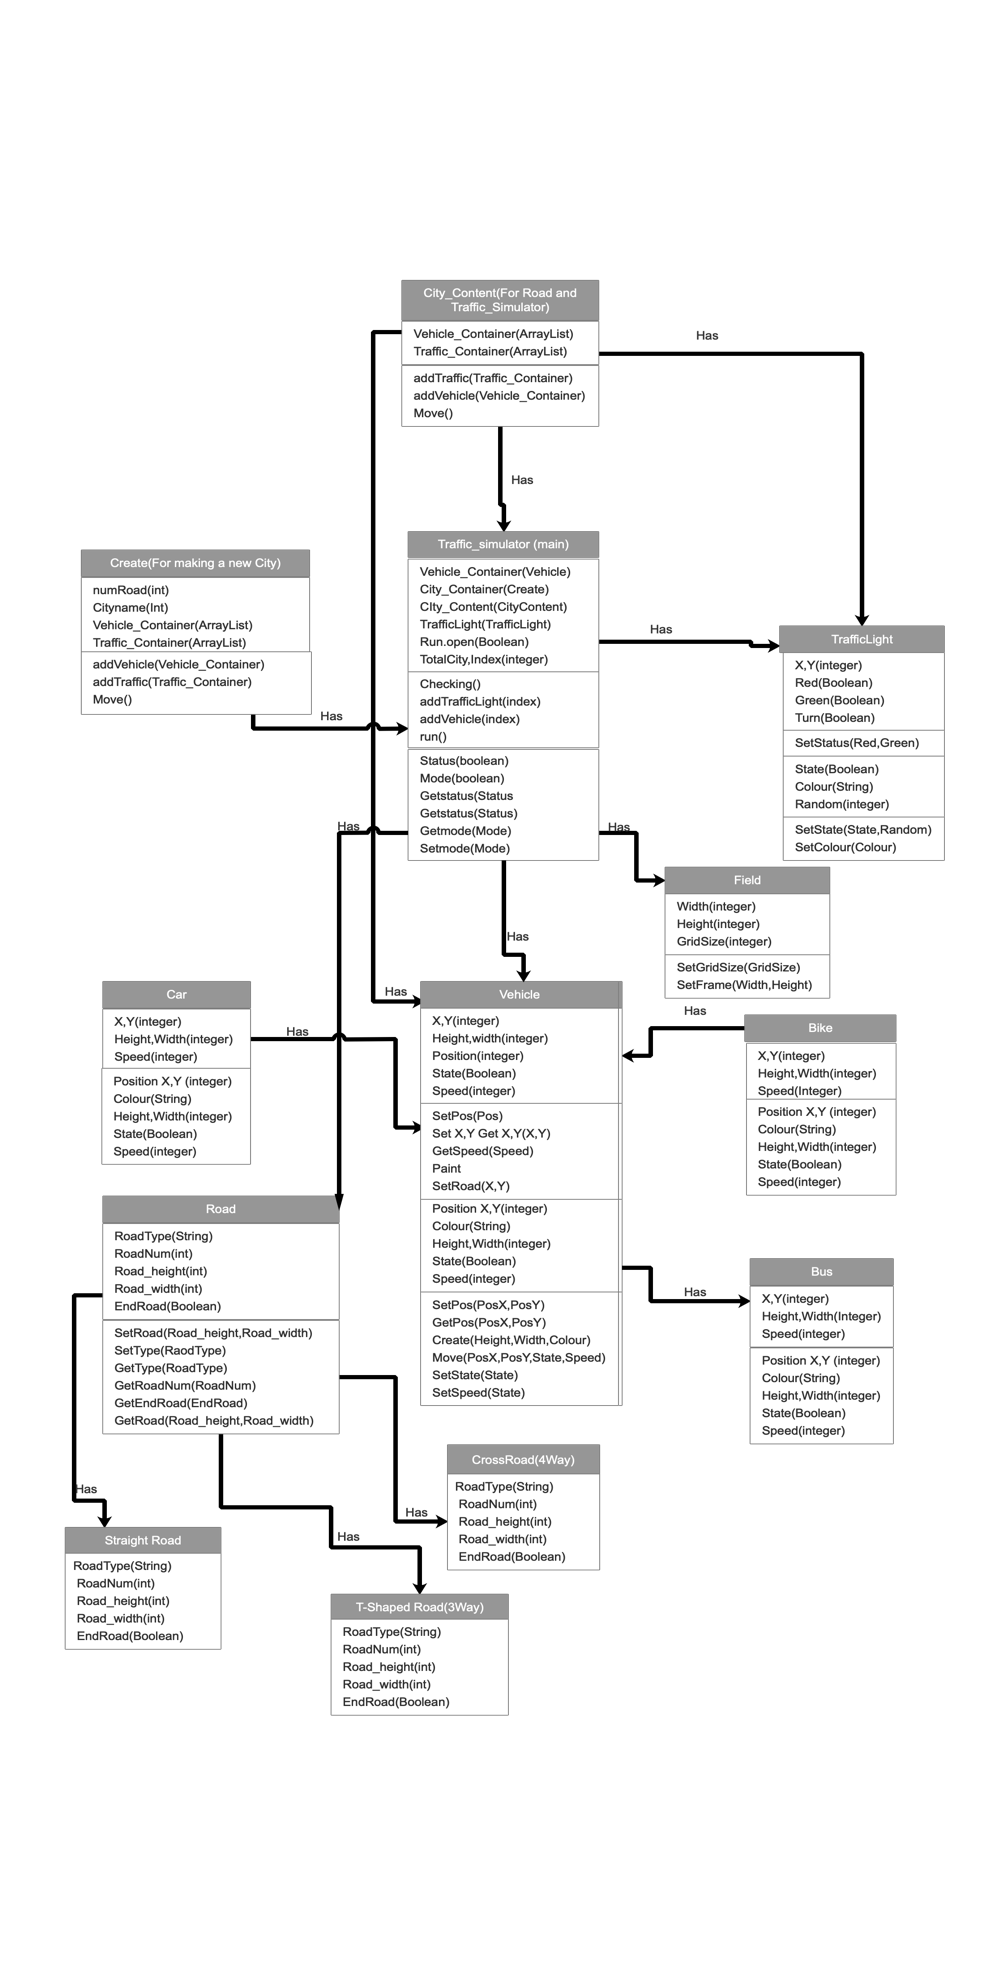 City_Content(For Road and
Traffic_Simulator)
Vehicle_Container(ArrayList)
Traffic_Container(ArrayList)
addTraffic(Traffic_Container)
addVehicle(Vehicle_Container)
Move()
Has
Has
Traffic_simulator (main)
Vehicle_Container(Vehicle)
City_Container(Create)
CIty_Content(CityContent)
TrafficLight(TrafficLight)
Run.open(Boolean)
TotalCity,Index(integer)
Checking()
addTrafficLight(index)
addVehicle(index)
run()
Status(boolean)
Mode(boolean)
Getstatus(Status
Getstatus(Status)
Getmode(Mode)
Setmode(Mode)
Create(For making a new City)
numRoad(int)
Cityname(Int)
Vehicle_Container(ArrayList)
Traffic_Container(ArrayList)
addVehicle(Vehicle_Container)
addTraffic(Traffic_Container)
Move()
Has
Has
TrafficLight
X,Y(integer)
Red(Boolean)
Green(Boolean)
Turn(Boolean)
SetStatus(Red,Green)
State(Boolean)
Colour(String)
Random(integer)
SetState(State,Random)
SetColour(Colour)
Has
Has
Field
Width(integer)
Height(integer)
GridSize(integer)
SetGridSize(GridSize)
SetFrame(Width,Height)
Has
Has
Car
X,Y(integer)
Height,Width(integer)
Speed(integer)
Position X,Y (integer)
Colour(String)
Height,Width(integer)
State(Boolean)
Speed(integer)
Has
Vehicle
X,Y(integer)
Height,width(integer)
Position(integer)
State(Boolean)
Speed(integer)
SetPos(Pos)
Set X,Y Get X,Y(X,Y)
GetSpeed(Speed)
Paint
SetRoad(X,Y)
Position X,Y(integer)
Colour(String)
Height,Width(integer)
State(Boolean)
Speed(integer)
SetPos(PosX,PosY)
GetPos(PosX,PosY)
Create(Height,Width,Colour)
Move(PosX,PosY,State,Speed)
SetState(State)
SetSpeed(State)
Has
Bike
X,Y(integer)
Height,Width(integer)
Speed(Integer)
Position X,Y (integer)
Colour(String)
Height,Width(integer)
State(Boolean)
Speed(integer)
Has
Bus
X,Y(integer)
Height,Width(Integer)
Speed(integer)
Position X,Y (integer)
Colour(String)
Height,Width(integer)
State(Boolean)
Speed(integer)
Road
RoadType(String)
RoadNum(int)
Road_height(int)
Road_width(int)
EndRoad(Boolean)
SetRoad(Road_height,Road_width)
SetType(RaodType)
GetType(RoadType)
GetRoadNum(RoadNum)
GetEndRoad(EndRoad)
GetRoad(Road_height,Road_width)
Has
Has
Has
CrossRoad(4Way)
RoadType(String)
RoadNum(int)
Road_height(int)
Road_width(int)
EndRoad(Boolean)
Straight Road
RoadType(String)
RoadNum(int)
Road_height(int)
Road_width(int)
EndRoad(Boolean)
T-Shaped Road(3Way)
RoadType(String)
RoadNum(int)
Road_height(int)
Road_width(int)
EndRoad(Boolean)